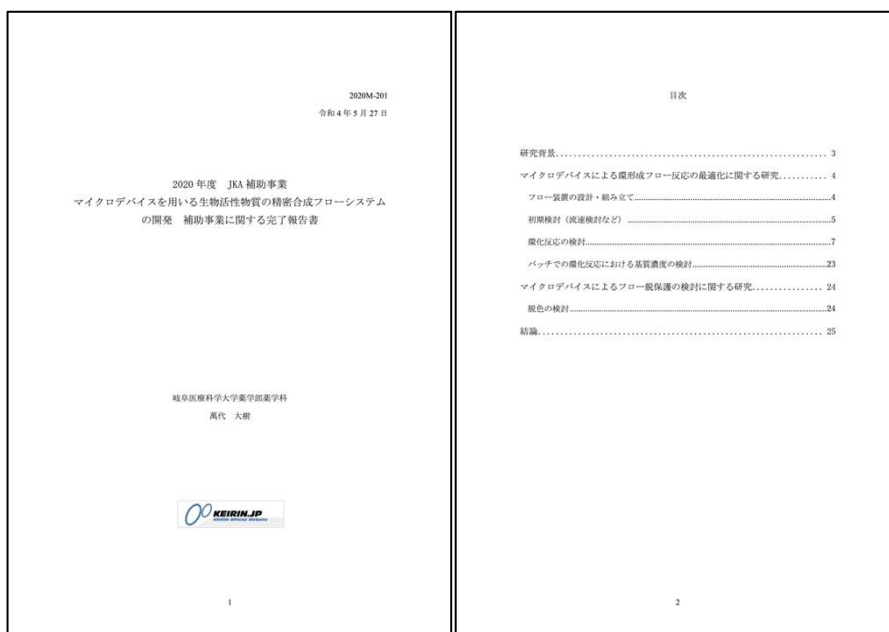 2020M-201
令和4年5月27日
2020年度 JKA補助事業
マイクロデバイスを用いる生物活性物質の精密合成フローシステム
の開発 補助事業に関する完了報告書
岐阜医療科学大学薬学部薬学科
萬代 大樹
KEIRIN.JP
KEIRIN Official Website
1
目次
研究背景 3
マイクロデバイスによる環形成フロー反応の最適化に関する研究 4
フロー装置の設計・組み立て 4
初期検討（流速検討など） 5
環化反応の検討 7
バッチでの環化反応における基質濃度の検討 23
マイクロデバイスによるフロー脱保護の検討に関する研究 24
脱色の検討 24
結論 25
2